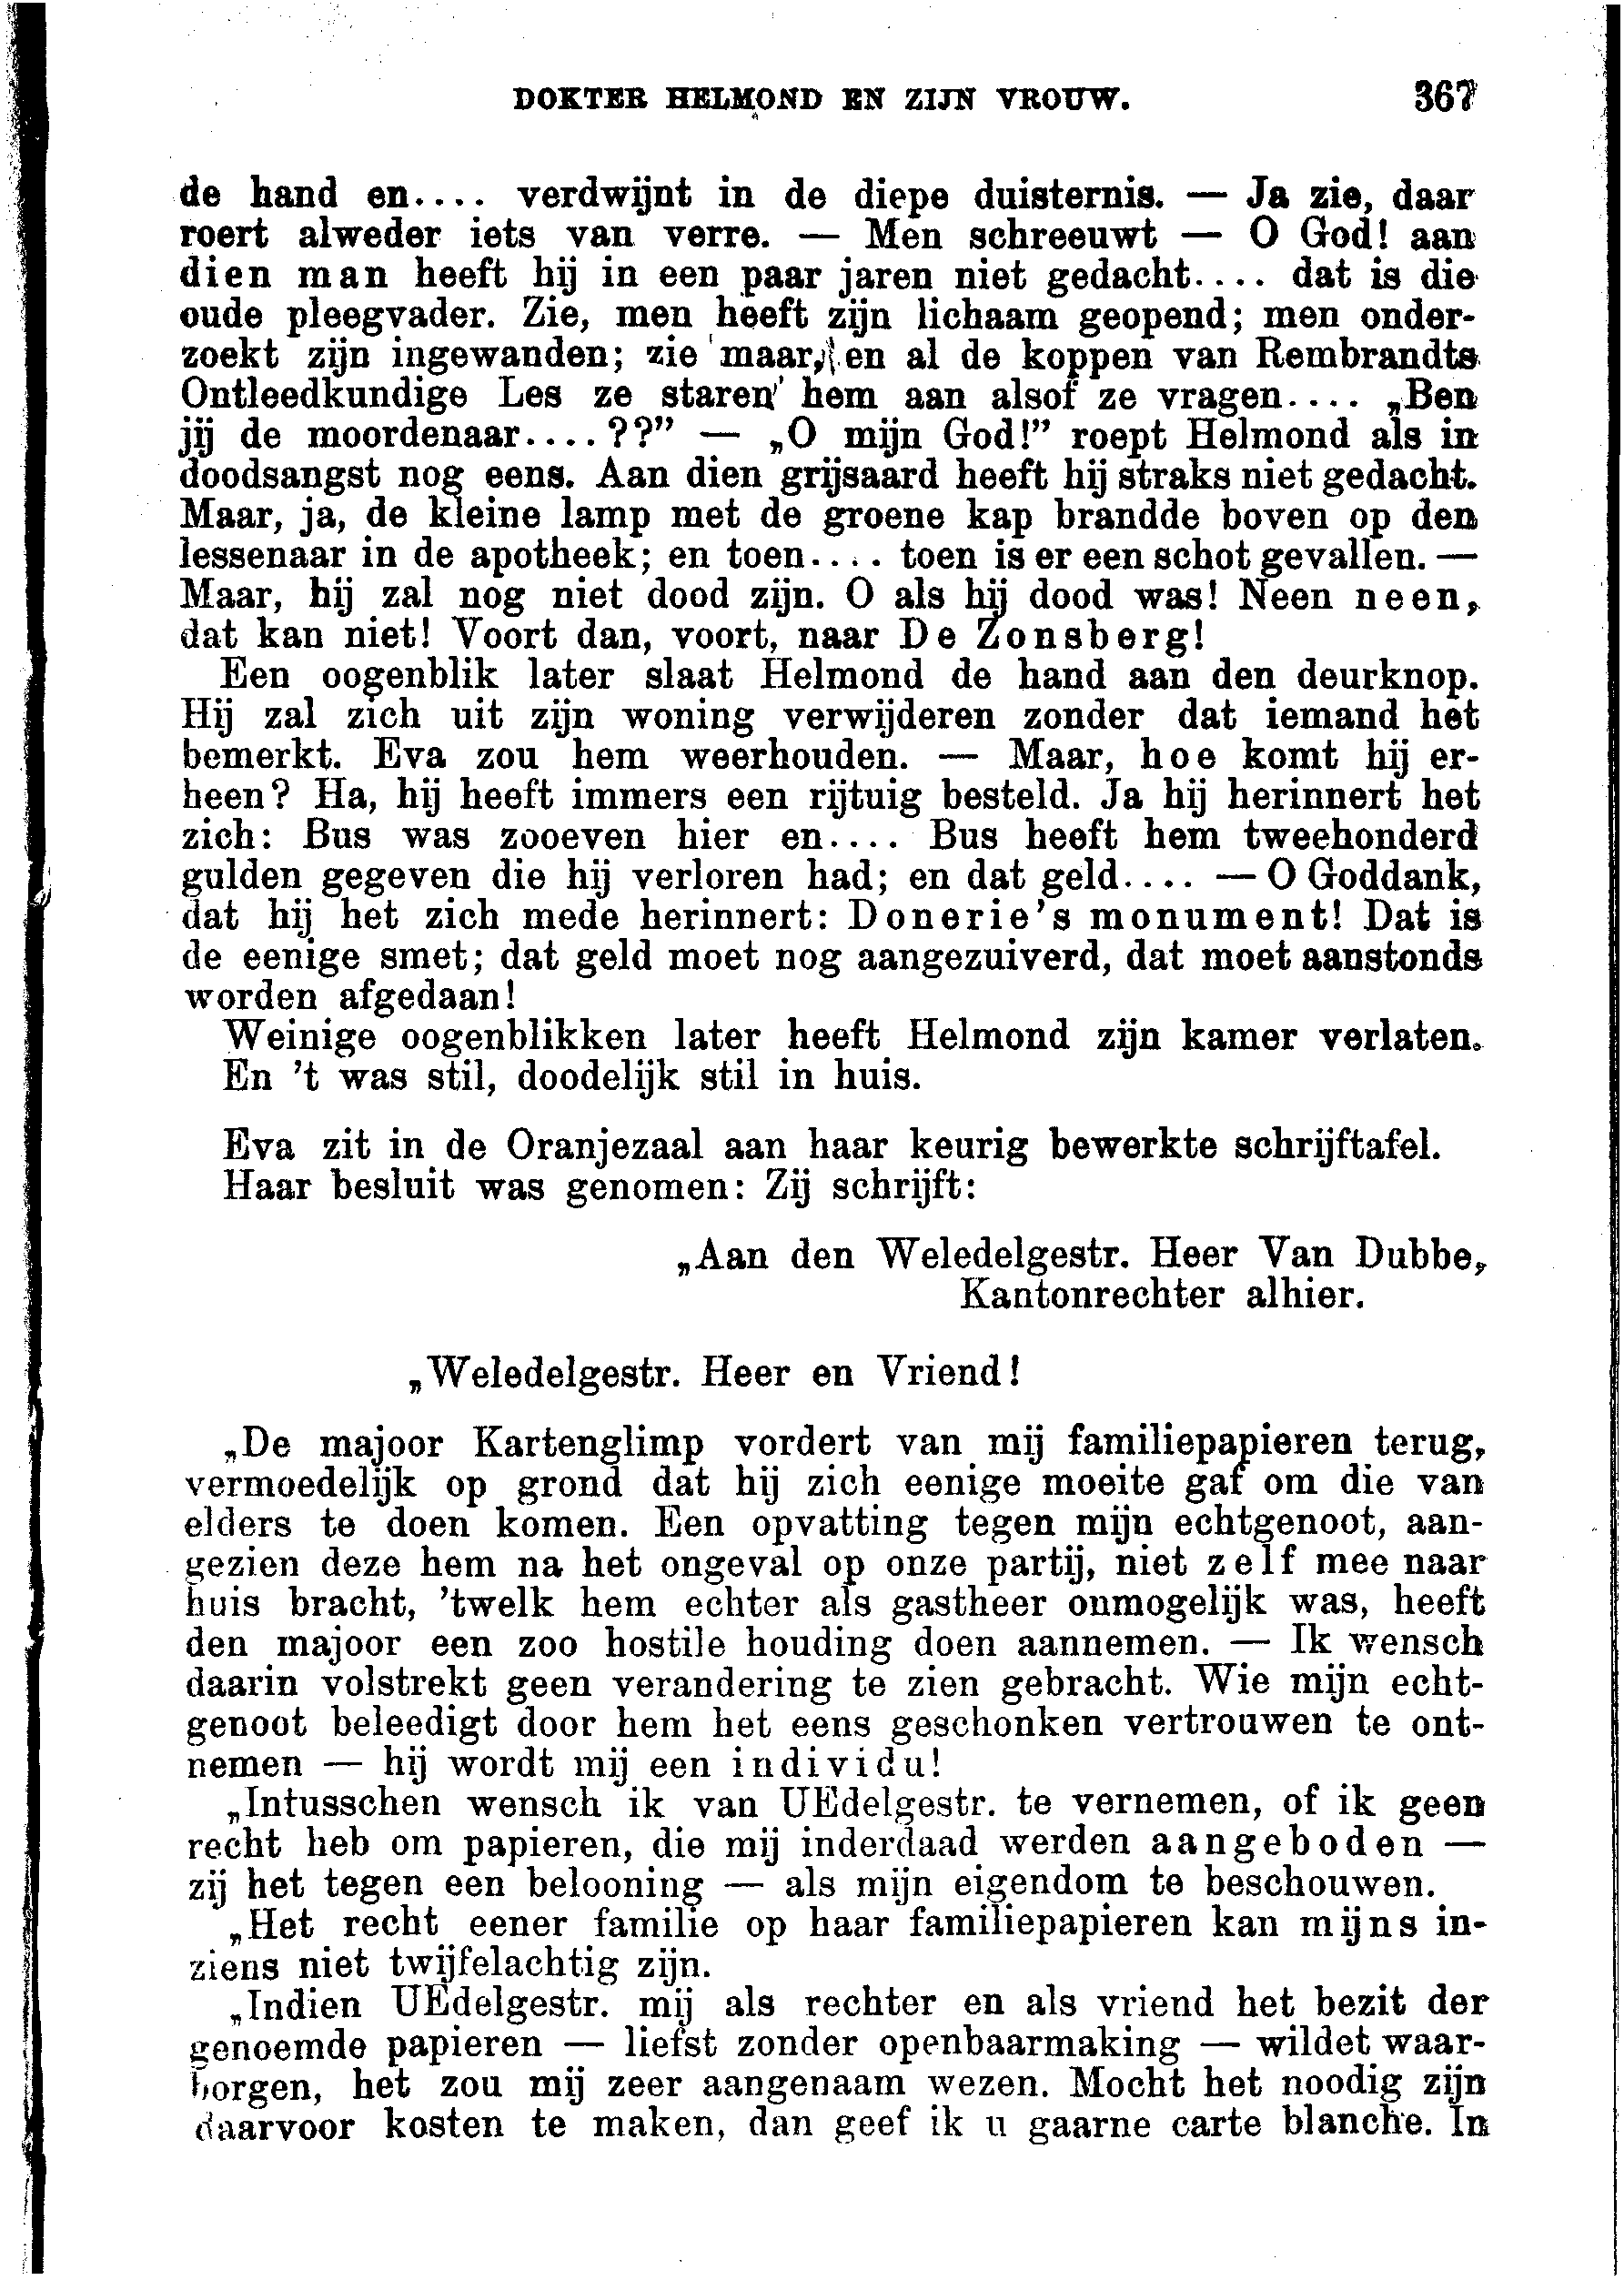 DOKTER HELMOND EN ZIJN VROUW. 367
de hand en.... verdwijnt in de diepe duisternis. — Ja zie, daar
roert alweder iets van verre. — Men schreeuwt — O God! aan
dien man heeft hij in een paar jaren niet gedacht.... dat is die
oude pleegvader. Zie, men heeft zijn lichaam geopend; men onder-
zoekt zijn ingewanden; zie maar, en al de koppen van Rembrandts
Ontleedkundige Les ze staren hem aan alsof ze vragen.... „Ben
jij de moordenaar....??” — „O mijn God!” roept Helmond als in
doodsangst nog eens. Aan dien grijsaard heeft hij straks niet gedacht.
Maar, ja, de kleine lamp met de groene kap brandde boven op den
lessenaar in de apotheek; en toen.... toen is er een schot gevallen. —
Maar, hij zal nog niet dood zijn. O als hij dood was! Neen neen,
dat kan niet! Voort dan, voort, naar De Zonsberg!
Een oogenblik later slaat Helmond de hand aan den deurknop.
Hij zal zich uit zijn woning verwijderen zonder dat iemand het
bemerkt. Eva zou hem weerhouden. — Maar, hoe komt hij er-
heen? Ha, hij heeft immers een rijtuig besteld. Ja hij herinnert het
zich: Bus was zooeven hier en.... Bus heeft hem tweehonderd
gulden gegeven die hij verloren had; en dat geld.... — O Goddank,
dat hij het zich mede herinnert: Donerie's monument! Dat is
de eenige smet; dat geld moet nog aangezuiverd, dat moet aanstonds
worden afgedaan!
Weinige oogenblikken later heeft Helmond zijn kamer verlaten.
En 't was stil, doodelijk stil in huis.
Eva zit in de Oranjezaal aan haar keurig bewerkte schrijftafel.
Haar besluit was genomen: Zij schrijft:
„Aan den Weledelgestr. Heer Van Dubbe,
Kantonrechter alhier.
„Weledelgestr. Heer en Vriend!
„De majoor Kartenglimp vordert van mij familiepapieren terug,
vermoedelijk op grond dat hij zich eenige moeite gaf om die van
elders te doen komen. Een opvatting tegen mijn echtgenoot, aan-
gezien deze hem na het ongeval op onze partij, niet zelf mee naar
huis bracht, 'twelk hem echter als gastheer onmogelijk was, heeft
den majoor een zoo hostile houding doen aannemen. — Ik wensch
daarin volstrekt geen verandering te zien gebracht. Wie mijn echt-
genoot beleedigt door hem het eens geschonken vertrouwen te ont-
nemen — hij wordt mij een individu!
„Intusschen wensch ik van UEdelgestr. te vernemen, of ik geen
recht heb om papieren, die mij inderdaad werden aangeboden —
zij het tegen een belooning — als mijn eigendom te beschouwen.
„Het recht eener familie op haar familiepapieren kan mijns in-
ziens niet twijfelachtig zijn.
„Indien UEdelgestr. mij als rechter en als vriend het bezit der
genoemde papieren — liefst zonder openbaarmaking — wildet waar-
borgen, het zou mij zeer aangenaam wezen. Mocht het noodig zijn
daarvoor kosten te maken, dan geef ik u gaarne carte blanche. In